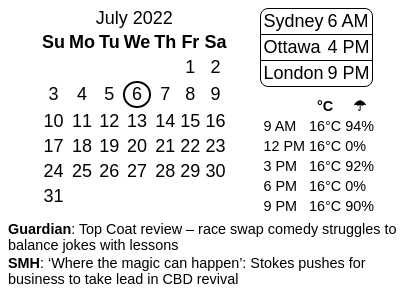 July 2022
Su Mo Tu We Th Fr Sa
1 2
3 4 5 6 7 8 9
10 11 12 13 14 15 16
17 18 19 20 21 22 23
24 25 26 27 28 29 30
31
Sydney 6 AM
Ottawa 4 PM
London 9 PM
°C ☂
9 AM 16°C 94%
12 PM 16°C 0%
3 PM 16°C 92%
6 PM 16°C 0%
9 PM 16°C 90%
Guardian: Top Coat review – race swap comedy struggles to
balance jokes with lessons
SMH: ‘Where the magic can happen’: Stokes pushes for
business to take lead in CBD revival